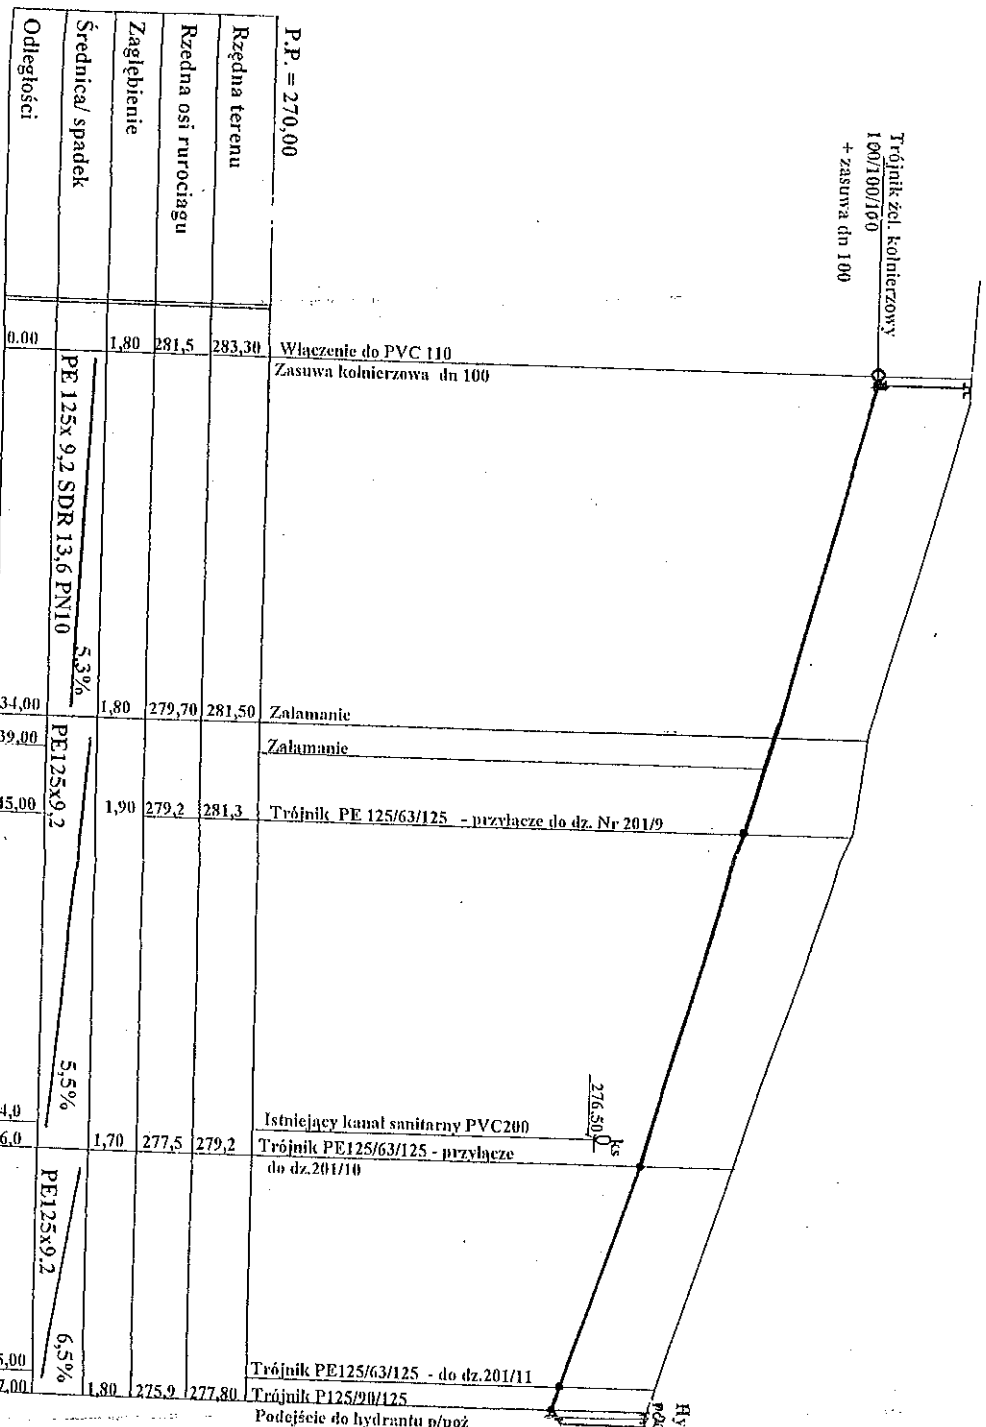 Trójnik żel. kołnierzowy
100/100/100
+ zasuwa dn 100
276,50
ks
P.P. = 270,00
Włączenie do PVC 110
Zasuwa kołnierzowa dn 100
Załamanie
Załamanie
Trójnik PE 125/63/125 - przyłącze do dz. Nr 201/9
Istniejący kanał sanitarny PVC200
Trójnik PE125/63/125 - przyłącze
do dz.201/10
Trójnik PE125/63/125 - do dz.201/11
Trójnik P125/90/125
Podejście do hydrantu p/poż
Rzędna terenu 283,30 281,50 281,3 279,2 277,80
Rzedna osi rurociagu 281,5 279,70 279,2 277,5 275,9
Zagłębienie 1,80 1,80 1,90 1,70 1,80
Średnica/ spadek
PE 125x 9,2 SDR 13,6 PN10 5,3%
PE125x9,2 5,5%
PE125x9.2 6,5%
Odległości 0.00 34,00 39,00